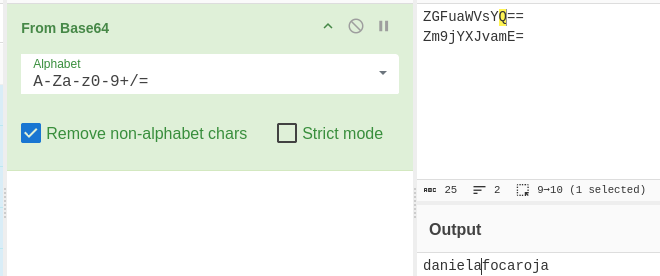 From Base64
Alphabet
A-Za-z0-9+/=
Remove non-alphabet chars
Strict mode
ZGFuaWVsYQ==
Zm9jYXJvamE=
ABC 25
2
9→10 (1 selected)
Output
danielafocaroja